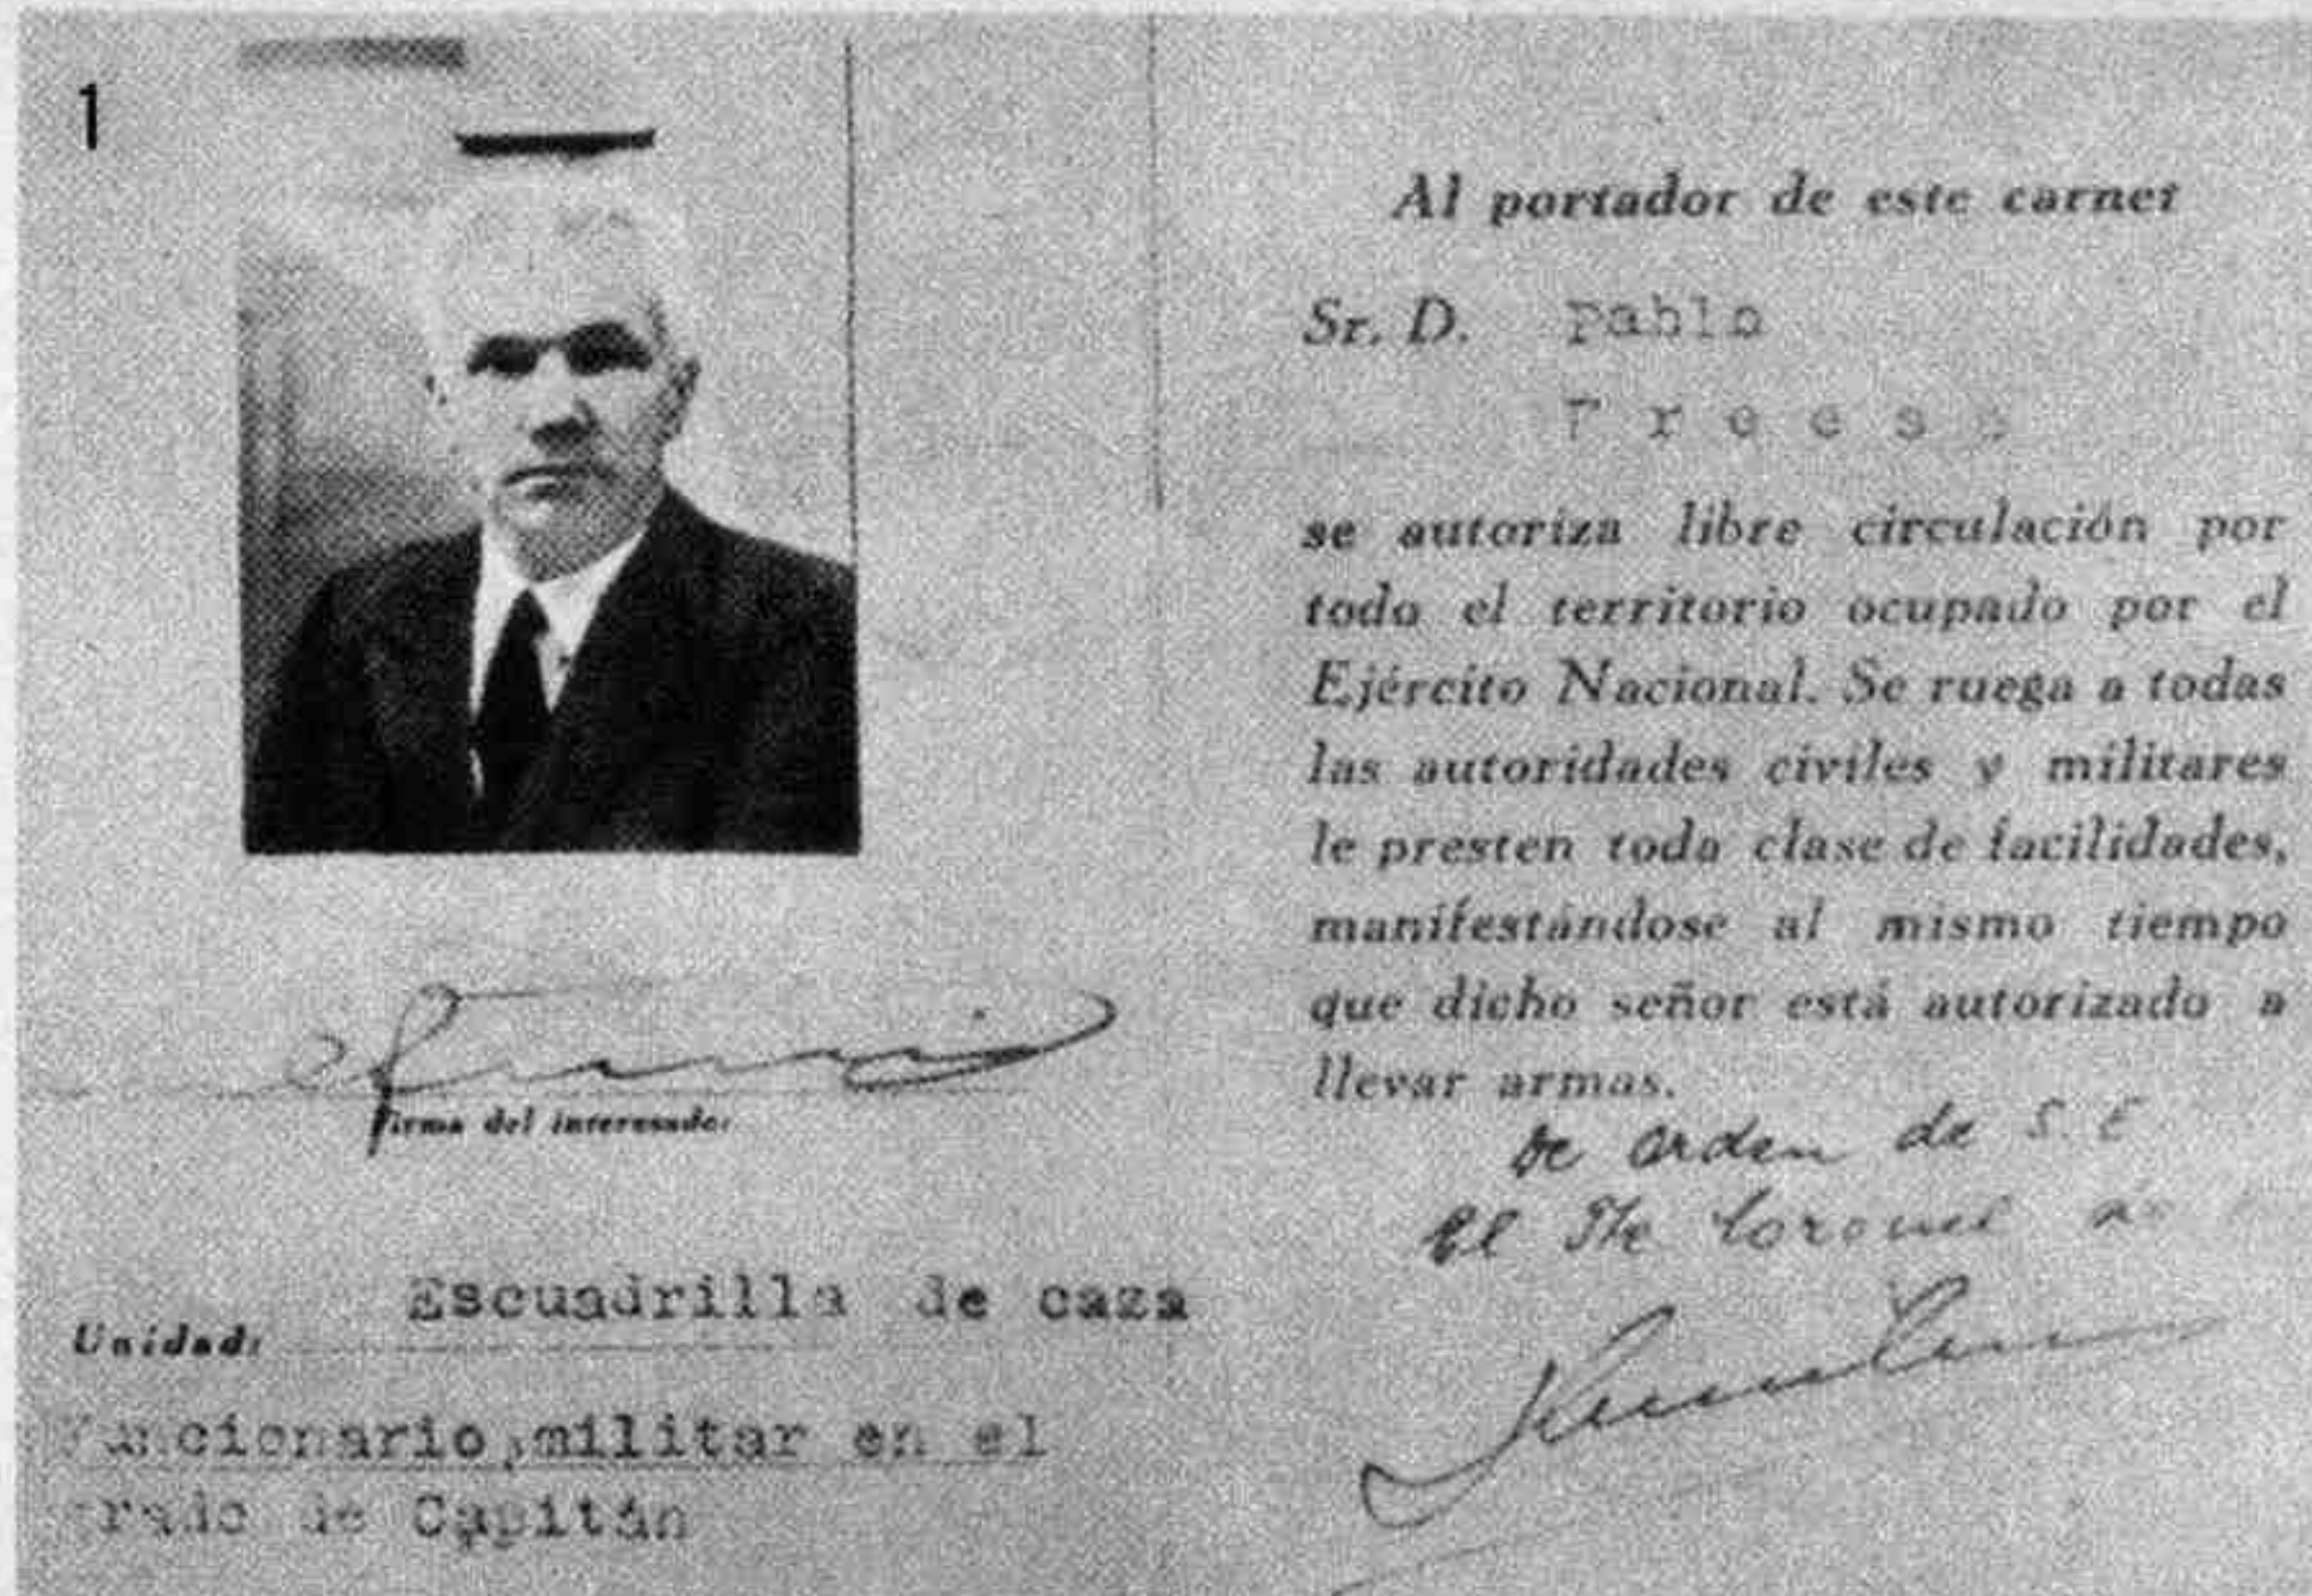 1
Firma del interesado:
Unidad: Escuadrilla de caza
funcionario, militar en el
grado de Capitán
Al portador de este carnet
Sr. D. Pablo
se autoriza libre circulación por
todo el territorio ocupado por el
Ejército Nacional. Se ruega a todas
las autoridades civiles y militares
le presten toda clase de facilidades,
manifestándose al mismo tiempo
que dicho señor está autorizado a
llevar armas.
De orden de S. E
El Tte Coronel